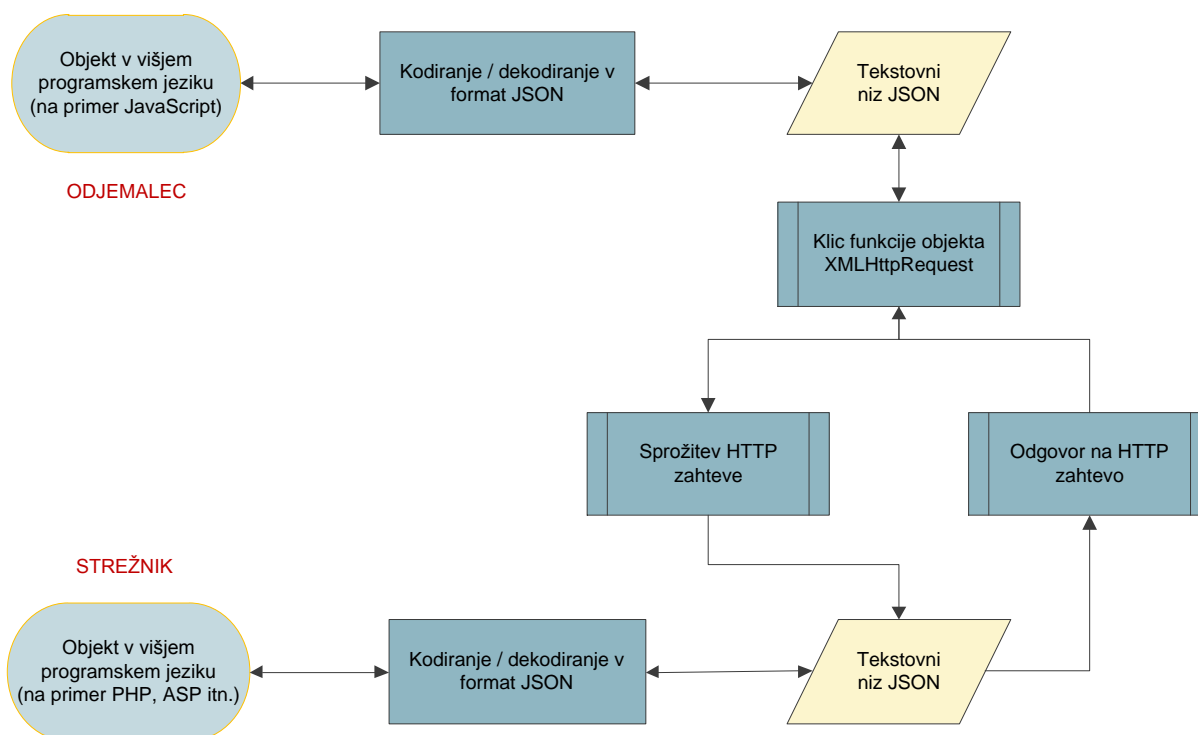 Objekt v višjem
programskem jeziku
(na primer JavaScript)
Kodiranje / dekodiranje v
format JSON
Tekstovni
niz JSON
ODJEMALEC
Klic funkcije objekta
XMLHttpRequest
Sprožitev HTTP
zahteve
Odgovor na HTTP
zahtevo
STREŽNIK
Objekt v višjem
programskem jeziku
(na primer PHP, ASP itn.)
Kodiranje / dekodiranje v
format JSON
Tekstovni
niz JSON